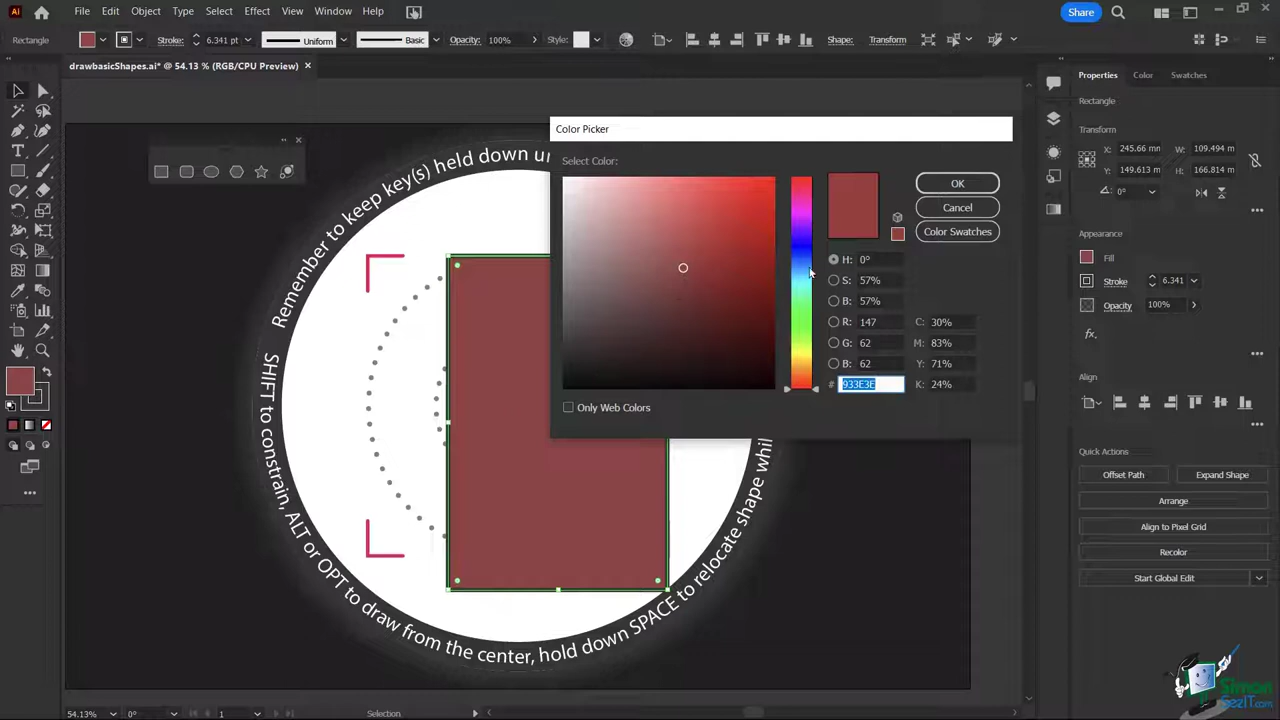 Ai File Edit Object Type Select Effect View Window Help Share
Rectangle Stroke: 6.341 pt Uniform Basic Opacity: 100% Style: Shape: Transform
drawbasicShapes.ai* @ 54.13 % (RGB/CPU Preview) ×
Properties Color Swatches
Rectangle
Transform
X: 245.66 mm W: 109.494 m
Y: 149.613 mm H: 166.814 m
0°
Appearance
Fill
Stroke 6.341
Opacity 100%
fx.
Align
Quick Actions
Offset Path Expand Shape
Arrange
Align to Pixel Grid
Recolor
Start Global Edit
Color Picker
Select Color:
OK
Cancel
Color Swatches
H: 0°
S: 57%
B: 57%
R: 147 C: 30%
G: 62 M: 83%
B: 62 Y: 71%
# 933E3E K: 24%
Only Web Colors
Remember to keep key(s) held down un
SHIFT to constrain, ALT or OPT to draw from the center, hold down SPACE to relocate shape whil
54.13% 0° 1 Selection
Simon
SezIT.com